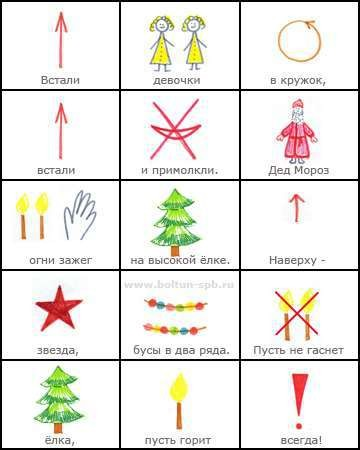 Встали
девочки
в кружок,
встали
и примолкли.
Дед Мороз
огни зажег
на высокой ёлке.
Наверху -
www.boltun-spb.ru
звезда,
бусы в два ряда.
Пусть не гаснет
ёлка,
пусть горит
всегда!